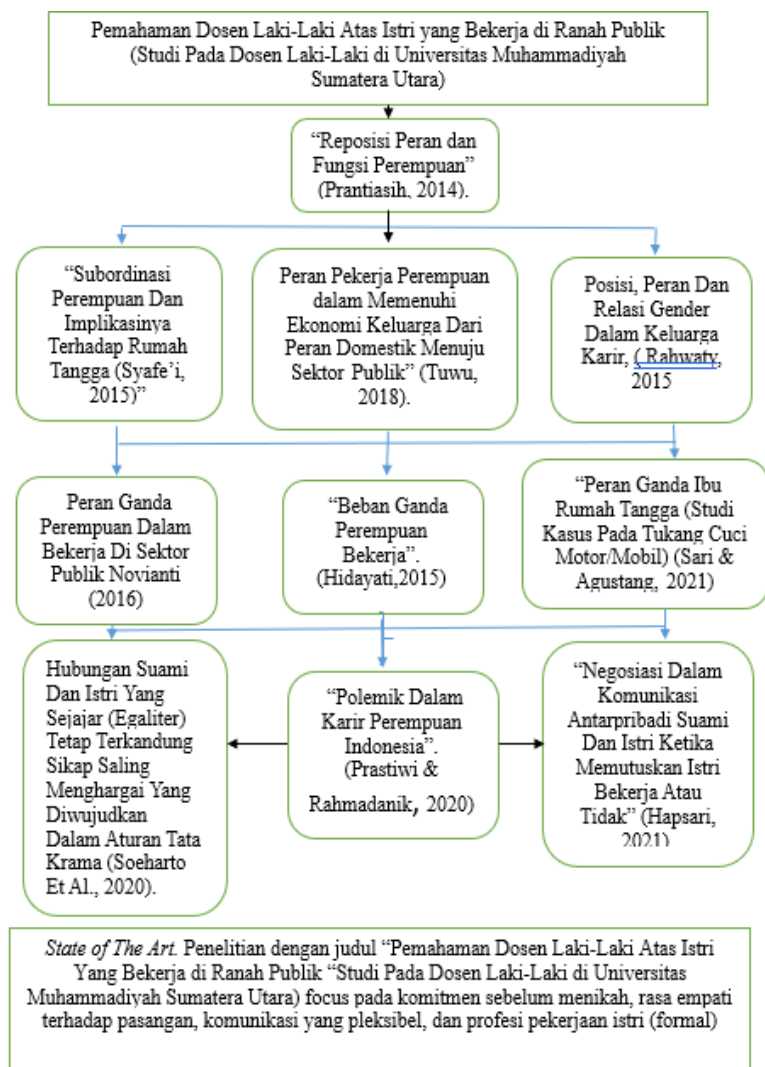 Pemahaman Dosen Laki-Laki Atas Istri yang Bekerja di Ranah Publik
(Studi Pada Dosen Laki-Laki di Universitas Muhammadiyah
Sumatera Utara)
“Reposisi Peran dan
Fungsi Perempuan”
(Prantiasih, 2014).
“Subordinasi
Perempuan Dan
Implikasinya
Terhadap Rumah
Tangga (Syafe’i,
2015)”
Peran Pekerja Perempuan
dalam Memenuhi
Ekonomi Keluarga Dari
Peran Domestik Menuju
Sektor Publik” (Tuwu,
2018).
Posisi, Peran Dan
Relasi Gender
Dalam Keluarga
Karir, ( Rahwaty,
2015
Peran Ganda
Perempuan Dalam
Bekerja Di Sektor
Publik Novianti
(2016)
“Beban Ganda
Perempuan
Bekerja”.
(Hidayati,2015)
“Peran Ganda Ibu
Rumah Tangga (Studi
Kasus Pada Tukang Cuci
Motor/Mobil) (Sari &
Agustang, 2021)
Hubungan Suami
Dan Istri Yang
Sejajar (Egaliter)
Tetap Terkandung
Sikap Saling
Menghargai Yang
Diwujudkan
Dalam Aturan Tata
Krama (Soeharto
Et Al., 2020).
“Polemik Dalam
Karir Perempuan
Indonesia”.
(Prastiwi &
Rahmadanik, 2020)
“Negosiasi Dalam
Komunikasi
Antarpribadi Suami
Dan Istri Ketika
Memutuskan Istri
Bekerja Atau
Tidak” (Hapsari,
2021)
State of The Art. Penelitian dengan judul “Pemahaman Dosen Laki-Laki Atas Istri
Yang Bekerja di Ranah Publik “Studi Pada Dosen Laki-Laki di Universitas
Muhammadiyah Sumatera Utara) focus pada komitmen sebelum menikah, rasa empati
terhadap pasangan, komunikasi yang pleksibel, dan profesi pekerjaan istri (formal)